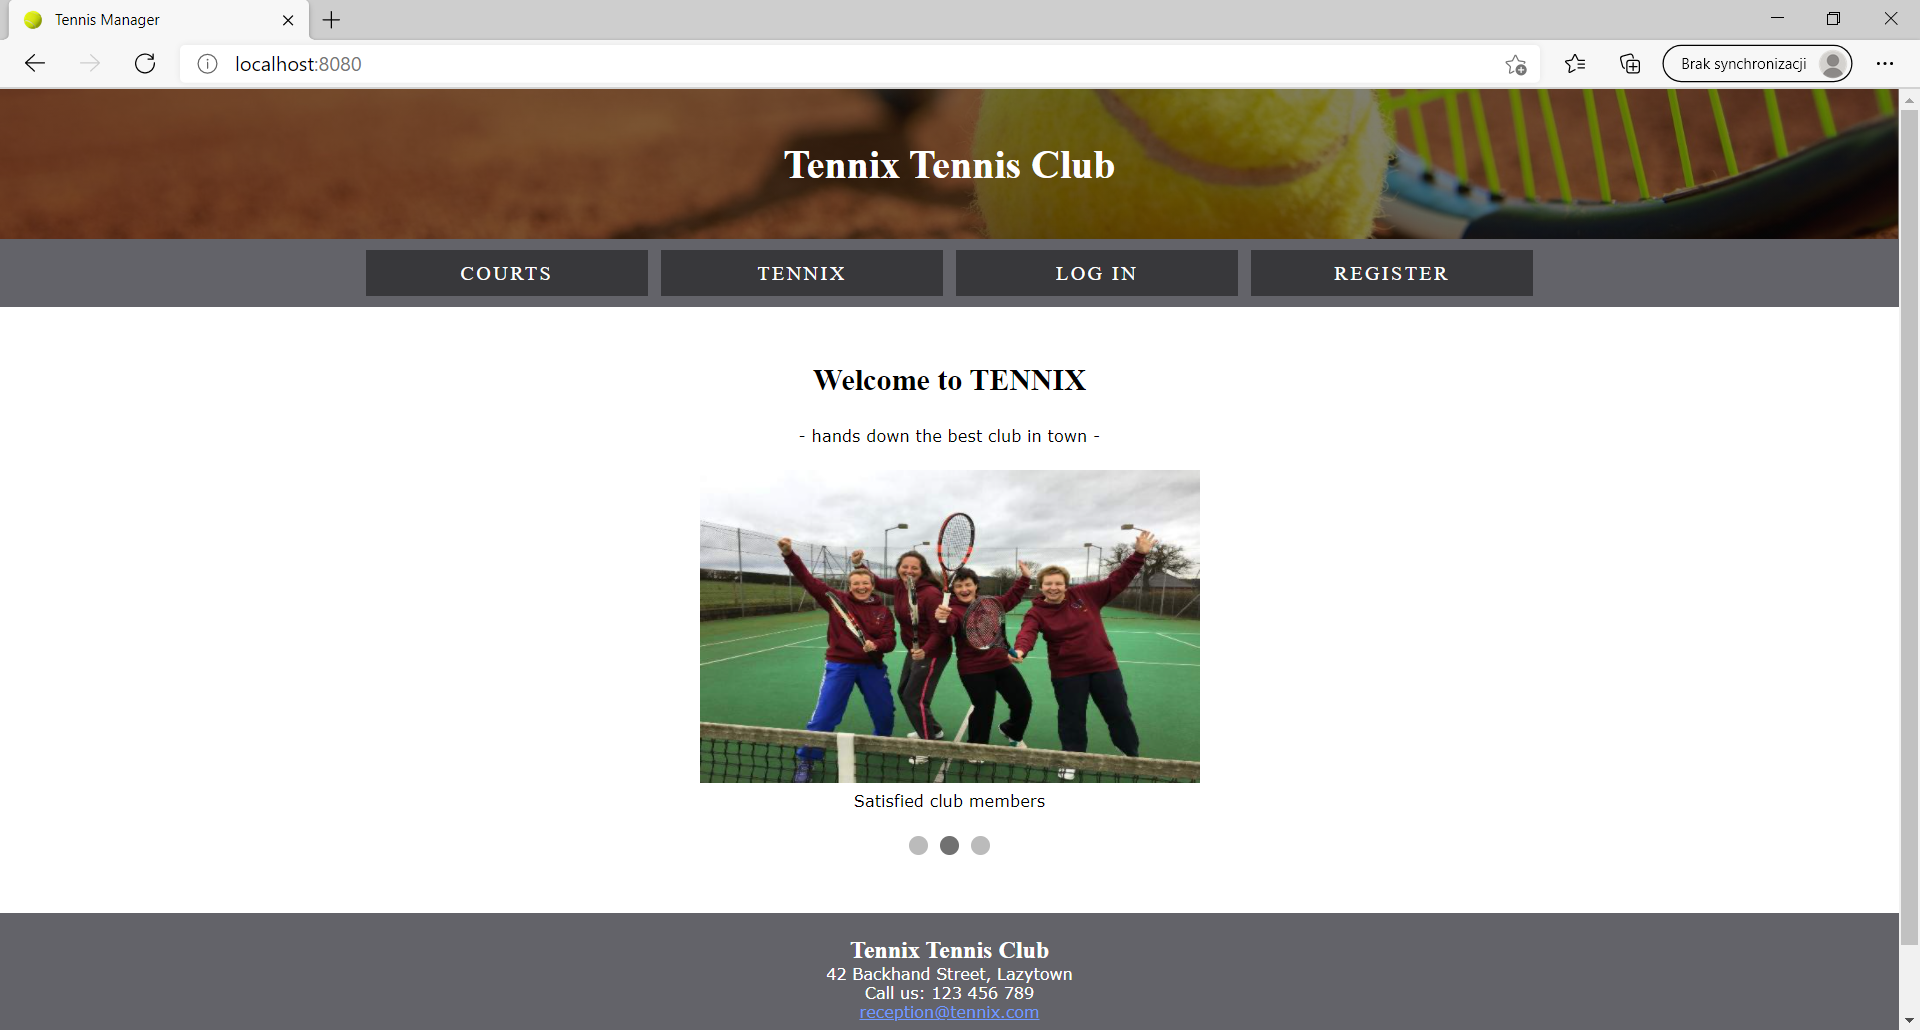 Tennis Manager
localhost:8080
Brak synchronizacji
Tennix Tennis Club
COURTS
TENNIX
LOG IN
REGISTER
Welcome to TENNIX
- hands down the best club in town -
Satisfied club members
Tennix Tennis Club
42 Backhand Street, Lazytown
Call us: 123 456 789
reception@tennix.com